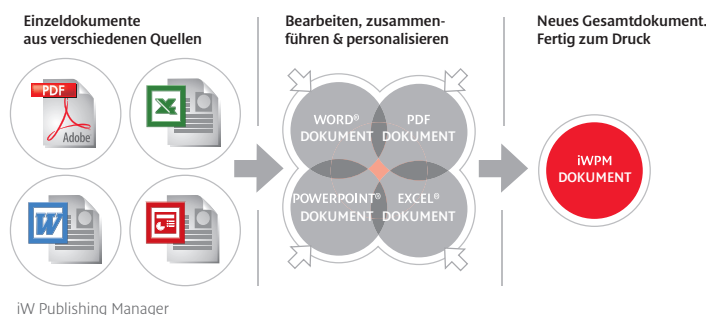 Einzeldokumente
aus verschiedenen Quellen
PDF
Adobe
X
W
P
Bearbeiten, zusammen-
führen & personalisieren
WORD®
DOKUMENT
PDF
DOKUMENT
POWERPOINT®
DOKUMENT
EXCEL®
DOKUMENT
Neues Gesamtdokument.
Fertig zum Druck
iWPM
DOKUMENT
iW Publishing Manager